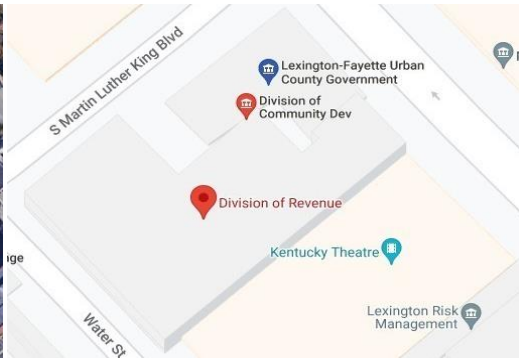 S Martin Luther King Blvd
Lexington-Fayette Urban
County Government
Division of
Community Dev
Division of Revenue
Kentucky Theatre
Lexington Risk
Management
Water St